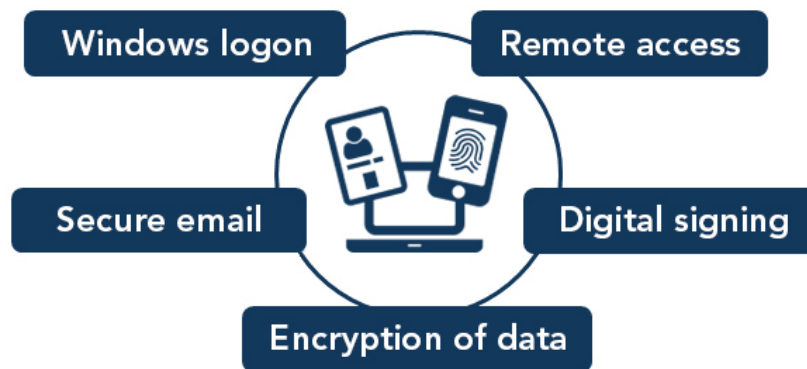 Windows logon
Remote access
Secure email
Digital signing
Encryption of data